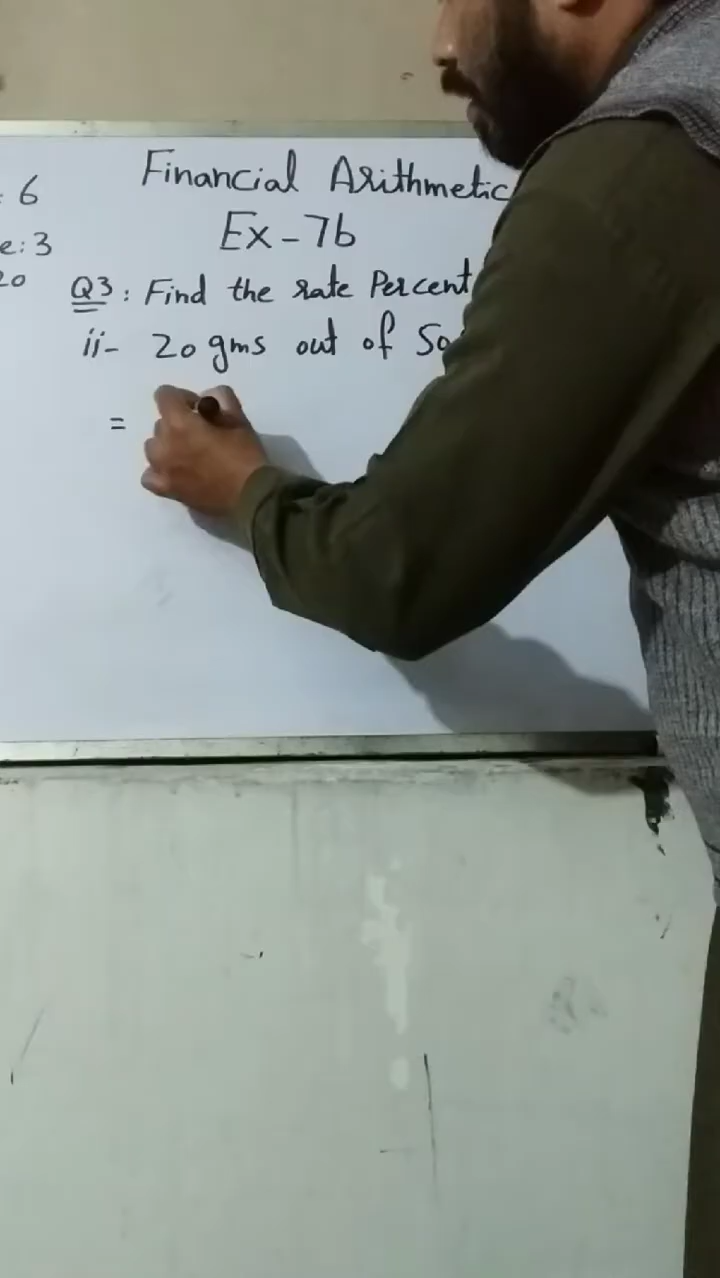 : 6
Financial Arithmetic
e: 3
Ex - 7b
20
Q3: Find the rate Percent
ii- 20 gms out of
=